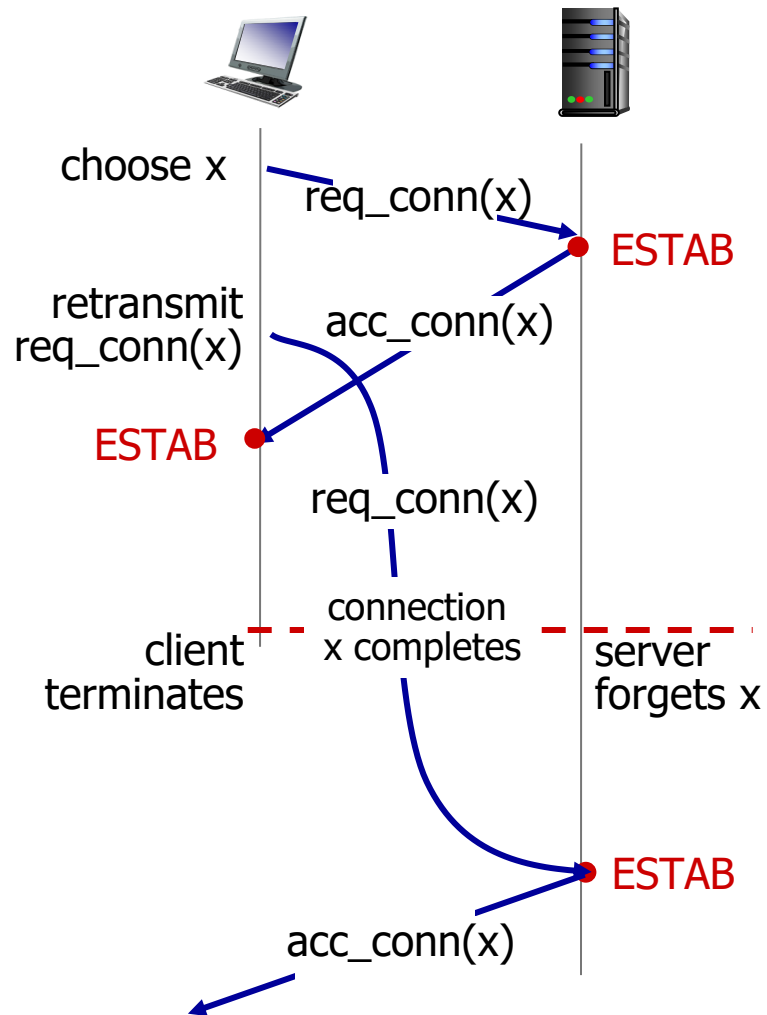 choose x
req_conn(x)
ESTAB
retransmit
req_conn(x)
acc_conn(x)
ESTAB
req_conn(x)
connection
x completes
client
terminates
server
forgets x
ESTAB
acc_conn(x)